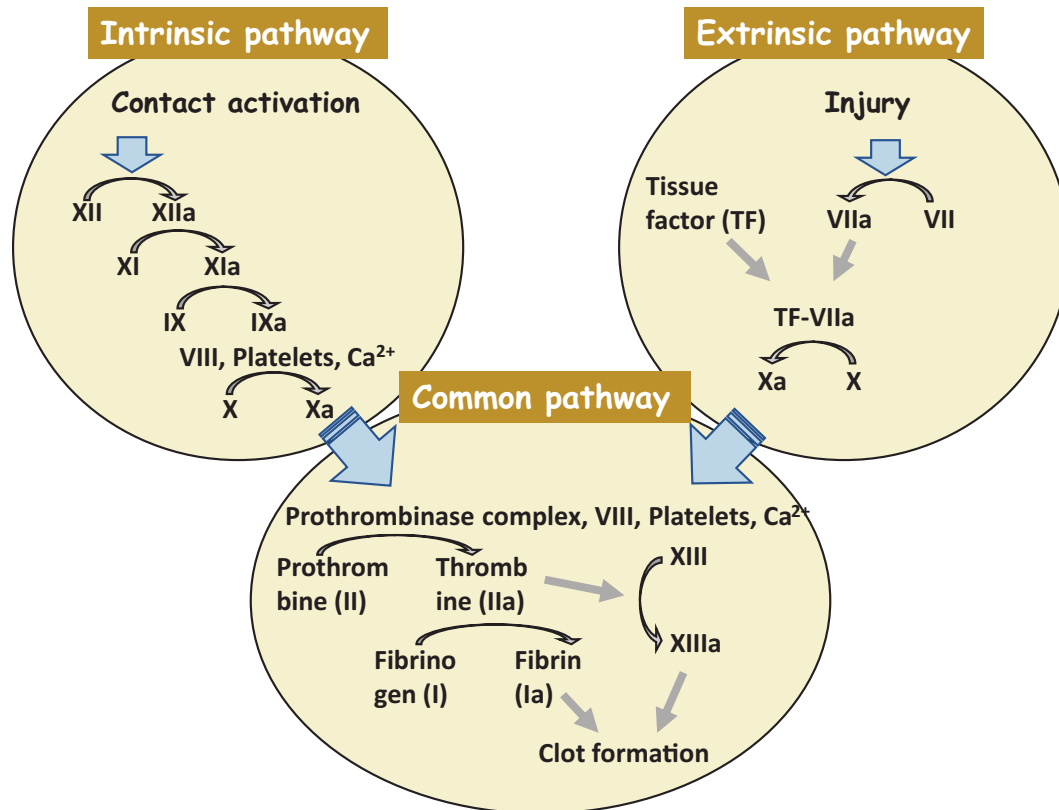 Intrinsic pathway
Contact activation
XII
XIIa
XI
XIa
IX
IXa
VIII, Platelets, Ca²⁺
X
Xa
Extrinsic pathway
Injury
Tissue
factor (TF)
VIIa
VII
TF-VIIa
Xa
X
Common pathway
Prothrombinase complex, VIII, Platelets, Ca²⁺
Prothrom
bine (II)
Thromb
ine (IIa)
XIII
XIIIa
Fibrino
gen (I)
Fibrin
(Ia)
Clot formation